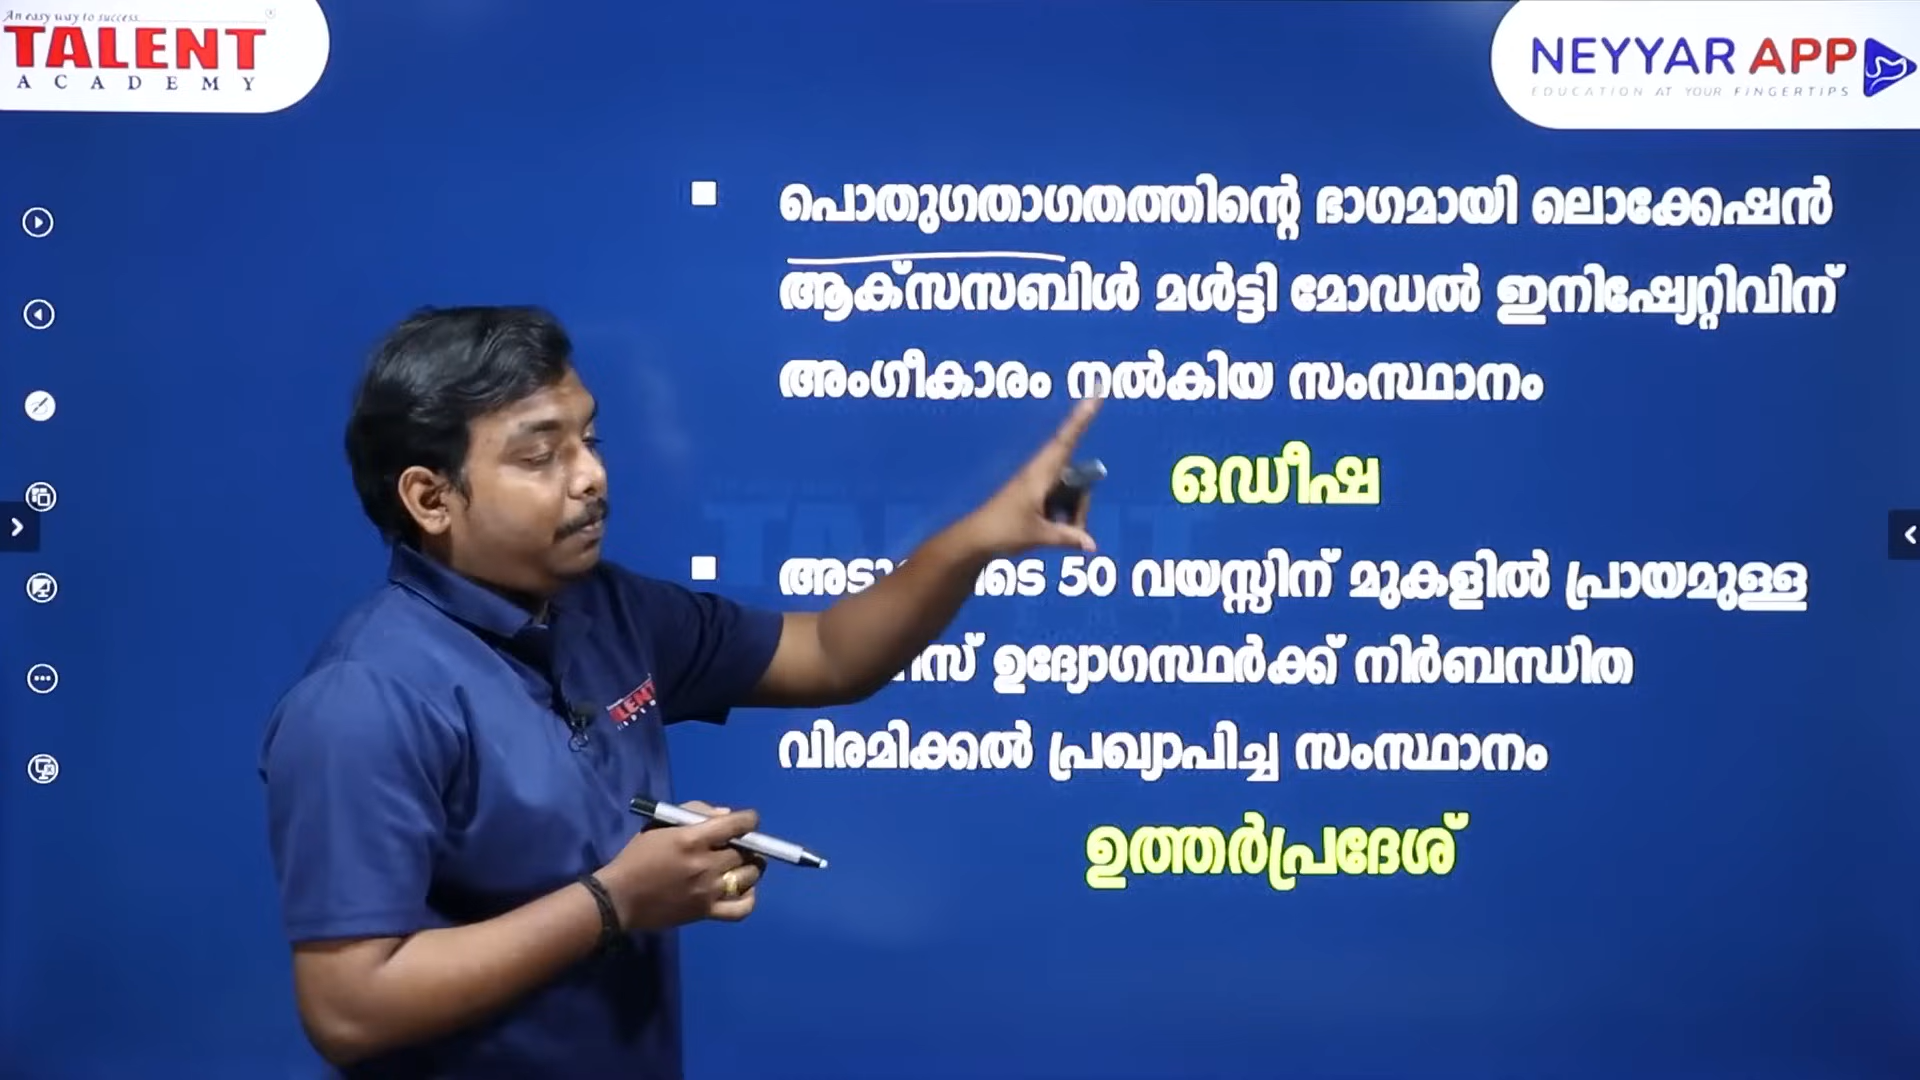 An easy way to success
TALENT
ACADEMY
NEYYAR APP
EDUCATION AT YOUR FINGERTIPS
പൊതുഗതാഗതത്തിന്റെ ഭാഗമായി ലൊക്കേഷൻ
ആക്സസബിൾ മൾട്ടി മോഡൽ ഇനിഷ്യേറ്റിവിന്
അംഗീകാരം നൽകിയ സംസ്ഥാനം
ഒഡീഷ
50 വയസ്സിന് മുകളിൽ പ്രായമുള്ള
ഉദ്യോഗസ്ഥർക്ക് നിർബന്ധിത
വിരമിക്കൽ പ്രഖ്യാപിച്ച സംസ്ഥാനം
ഉത്തർപ്രദേശ്